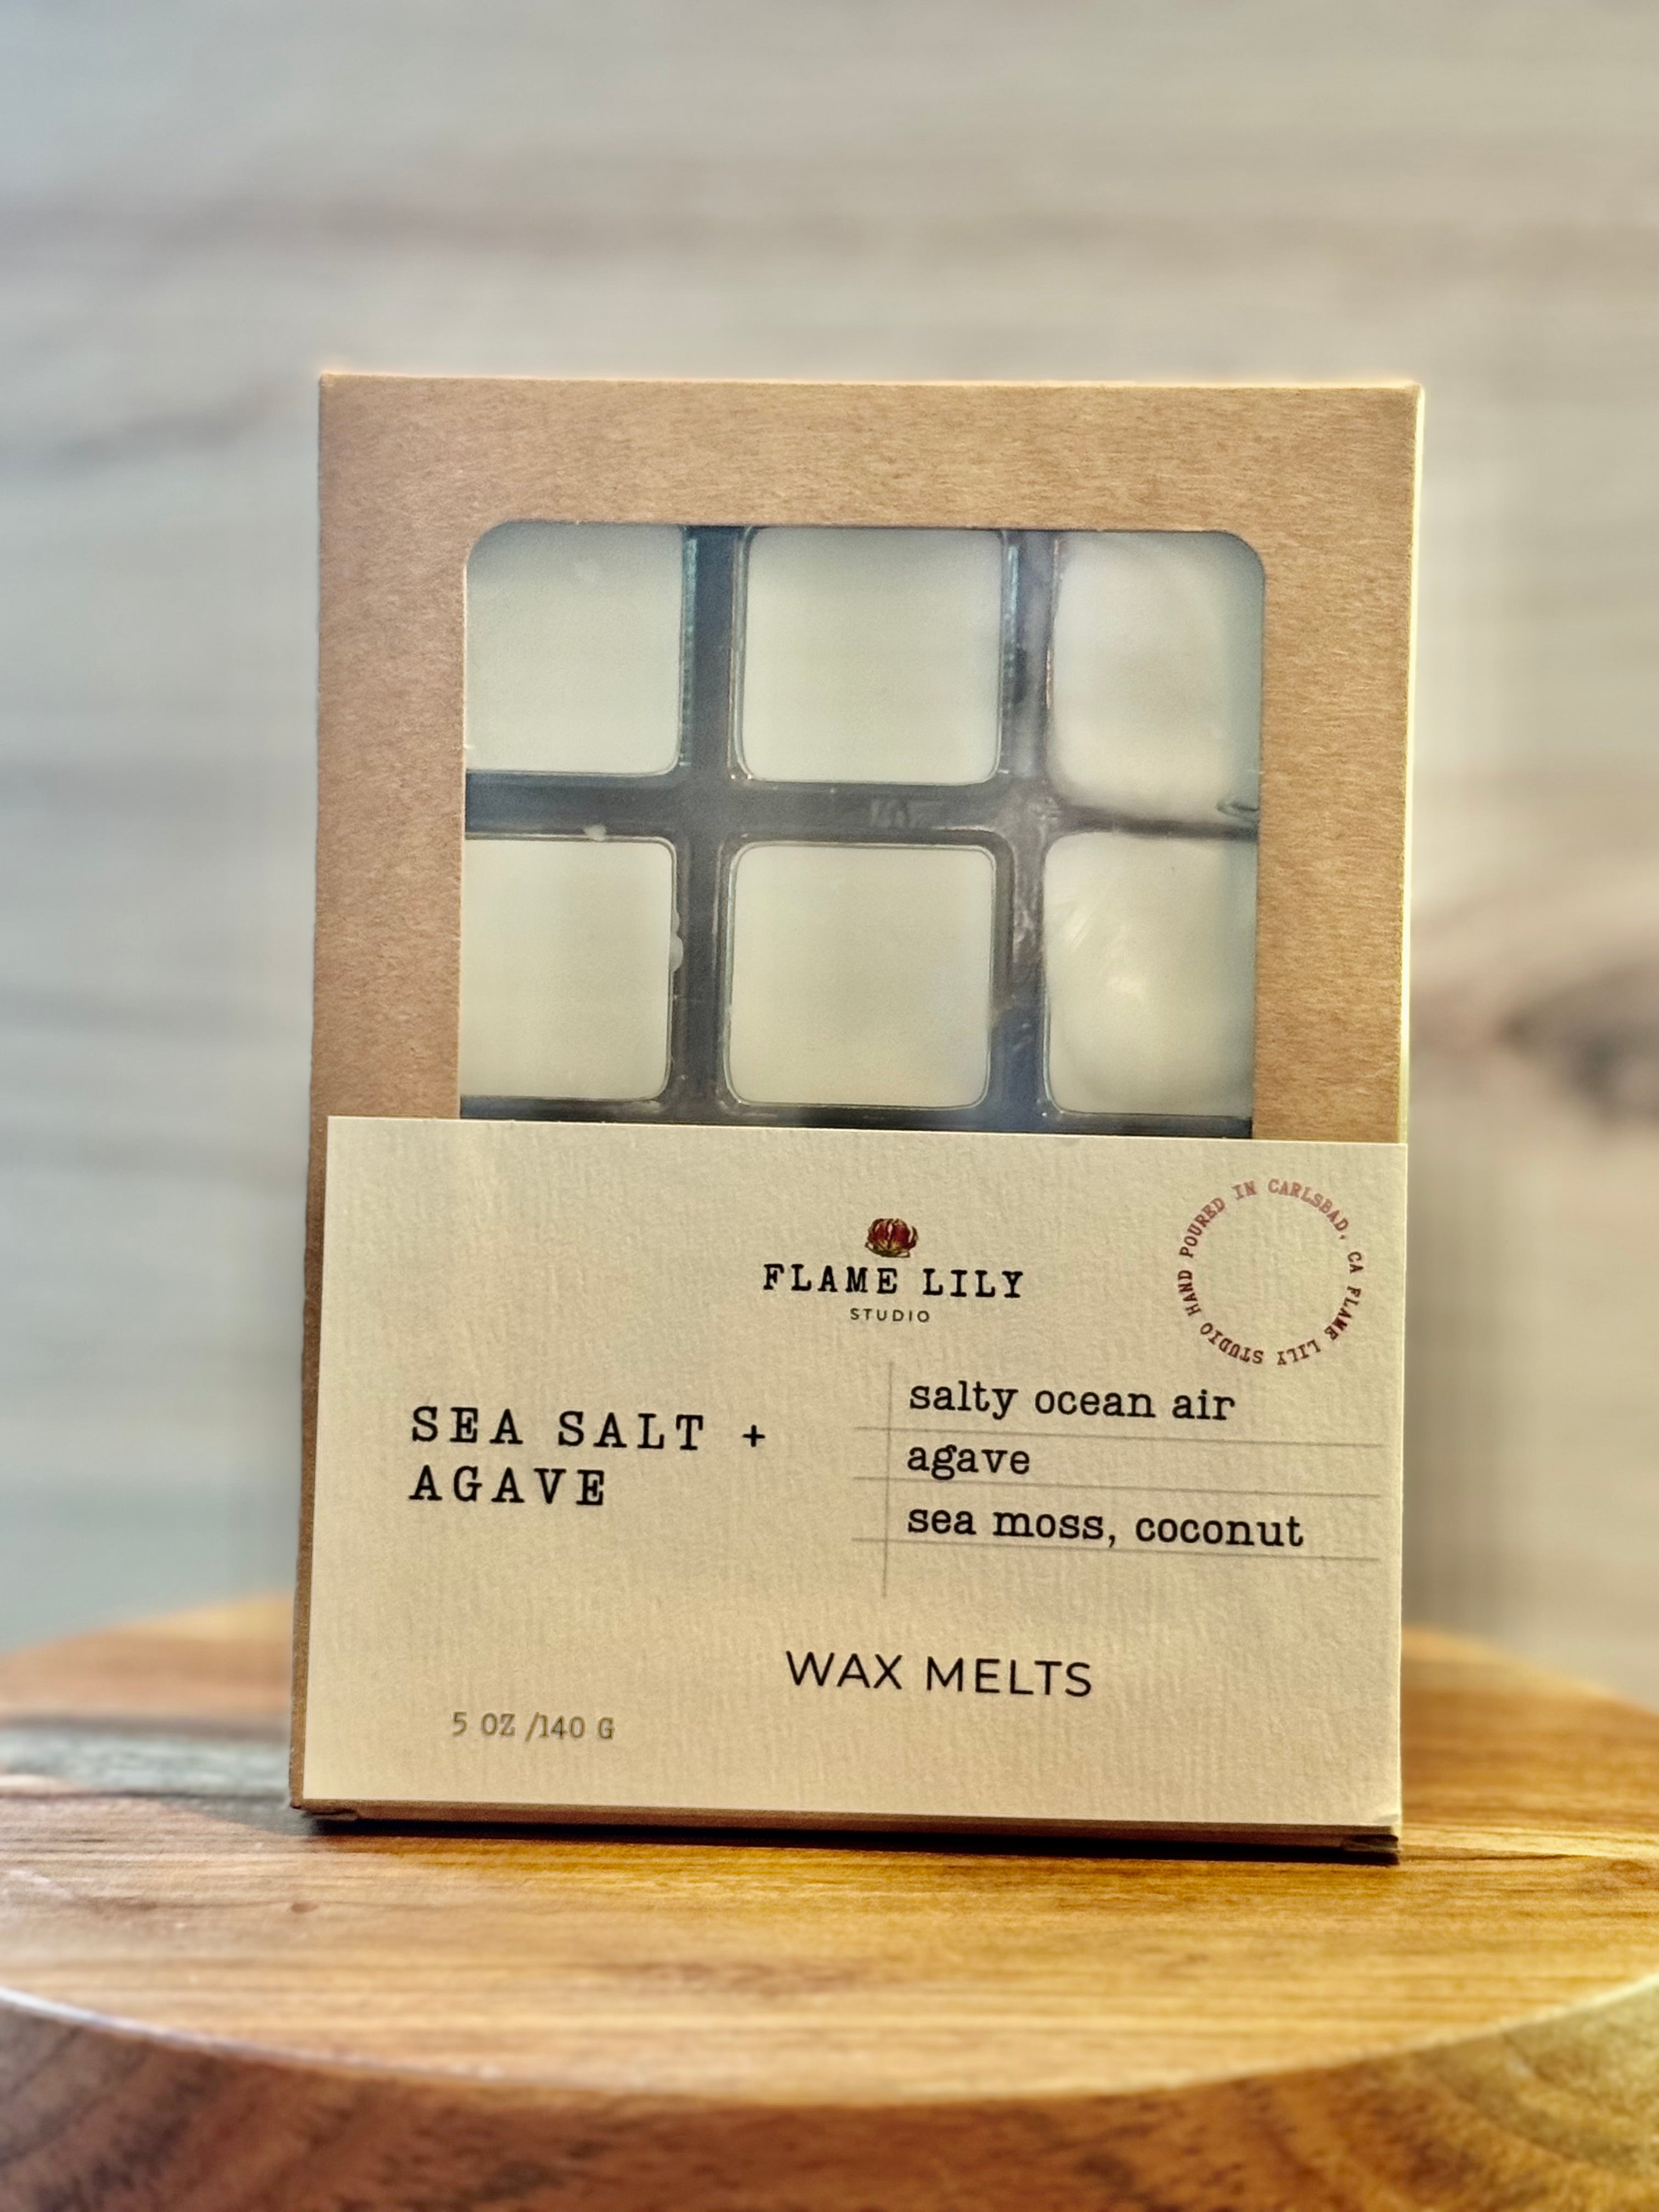 FLAME LILY
STUDIO
HAND POURED IN CARLSBAD, CA FLAME LILY STUDIO
SEA SALT +
AGAVE
salty ocean air
agave
sea moss, coconut
WAX MELTS
5 OZ /140 G